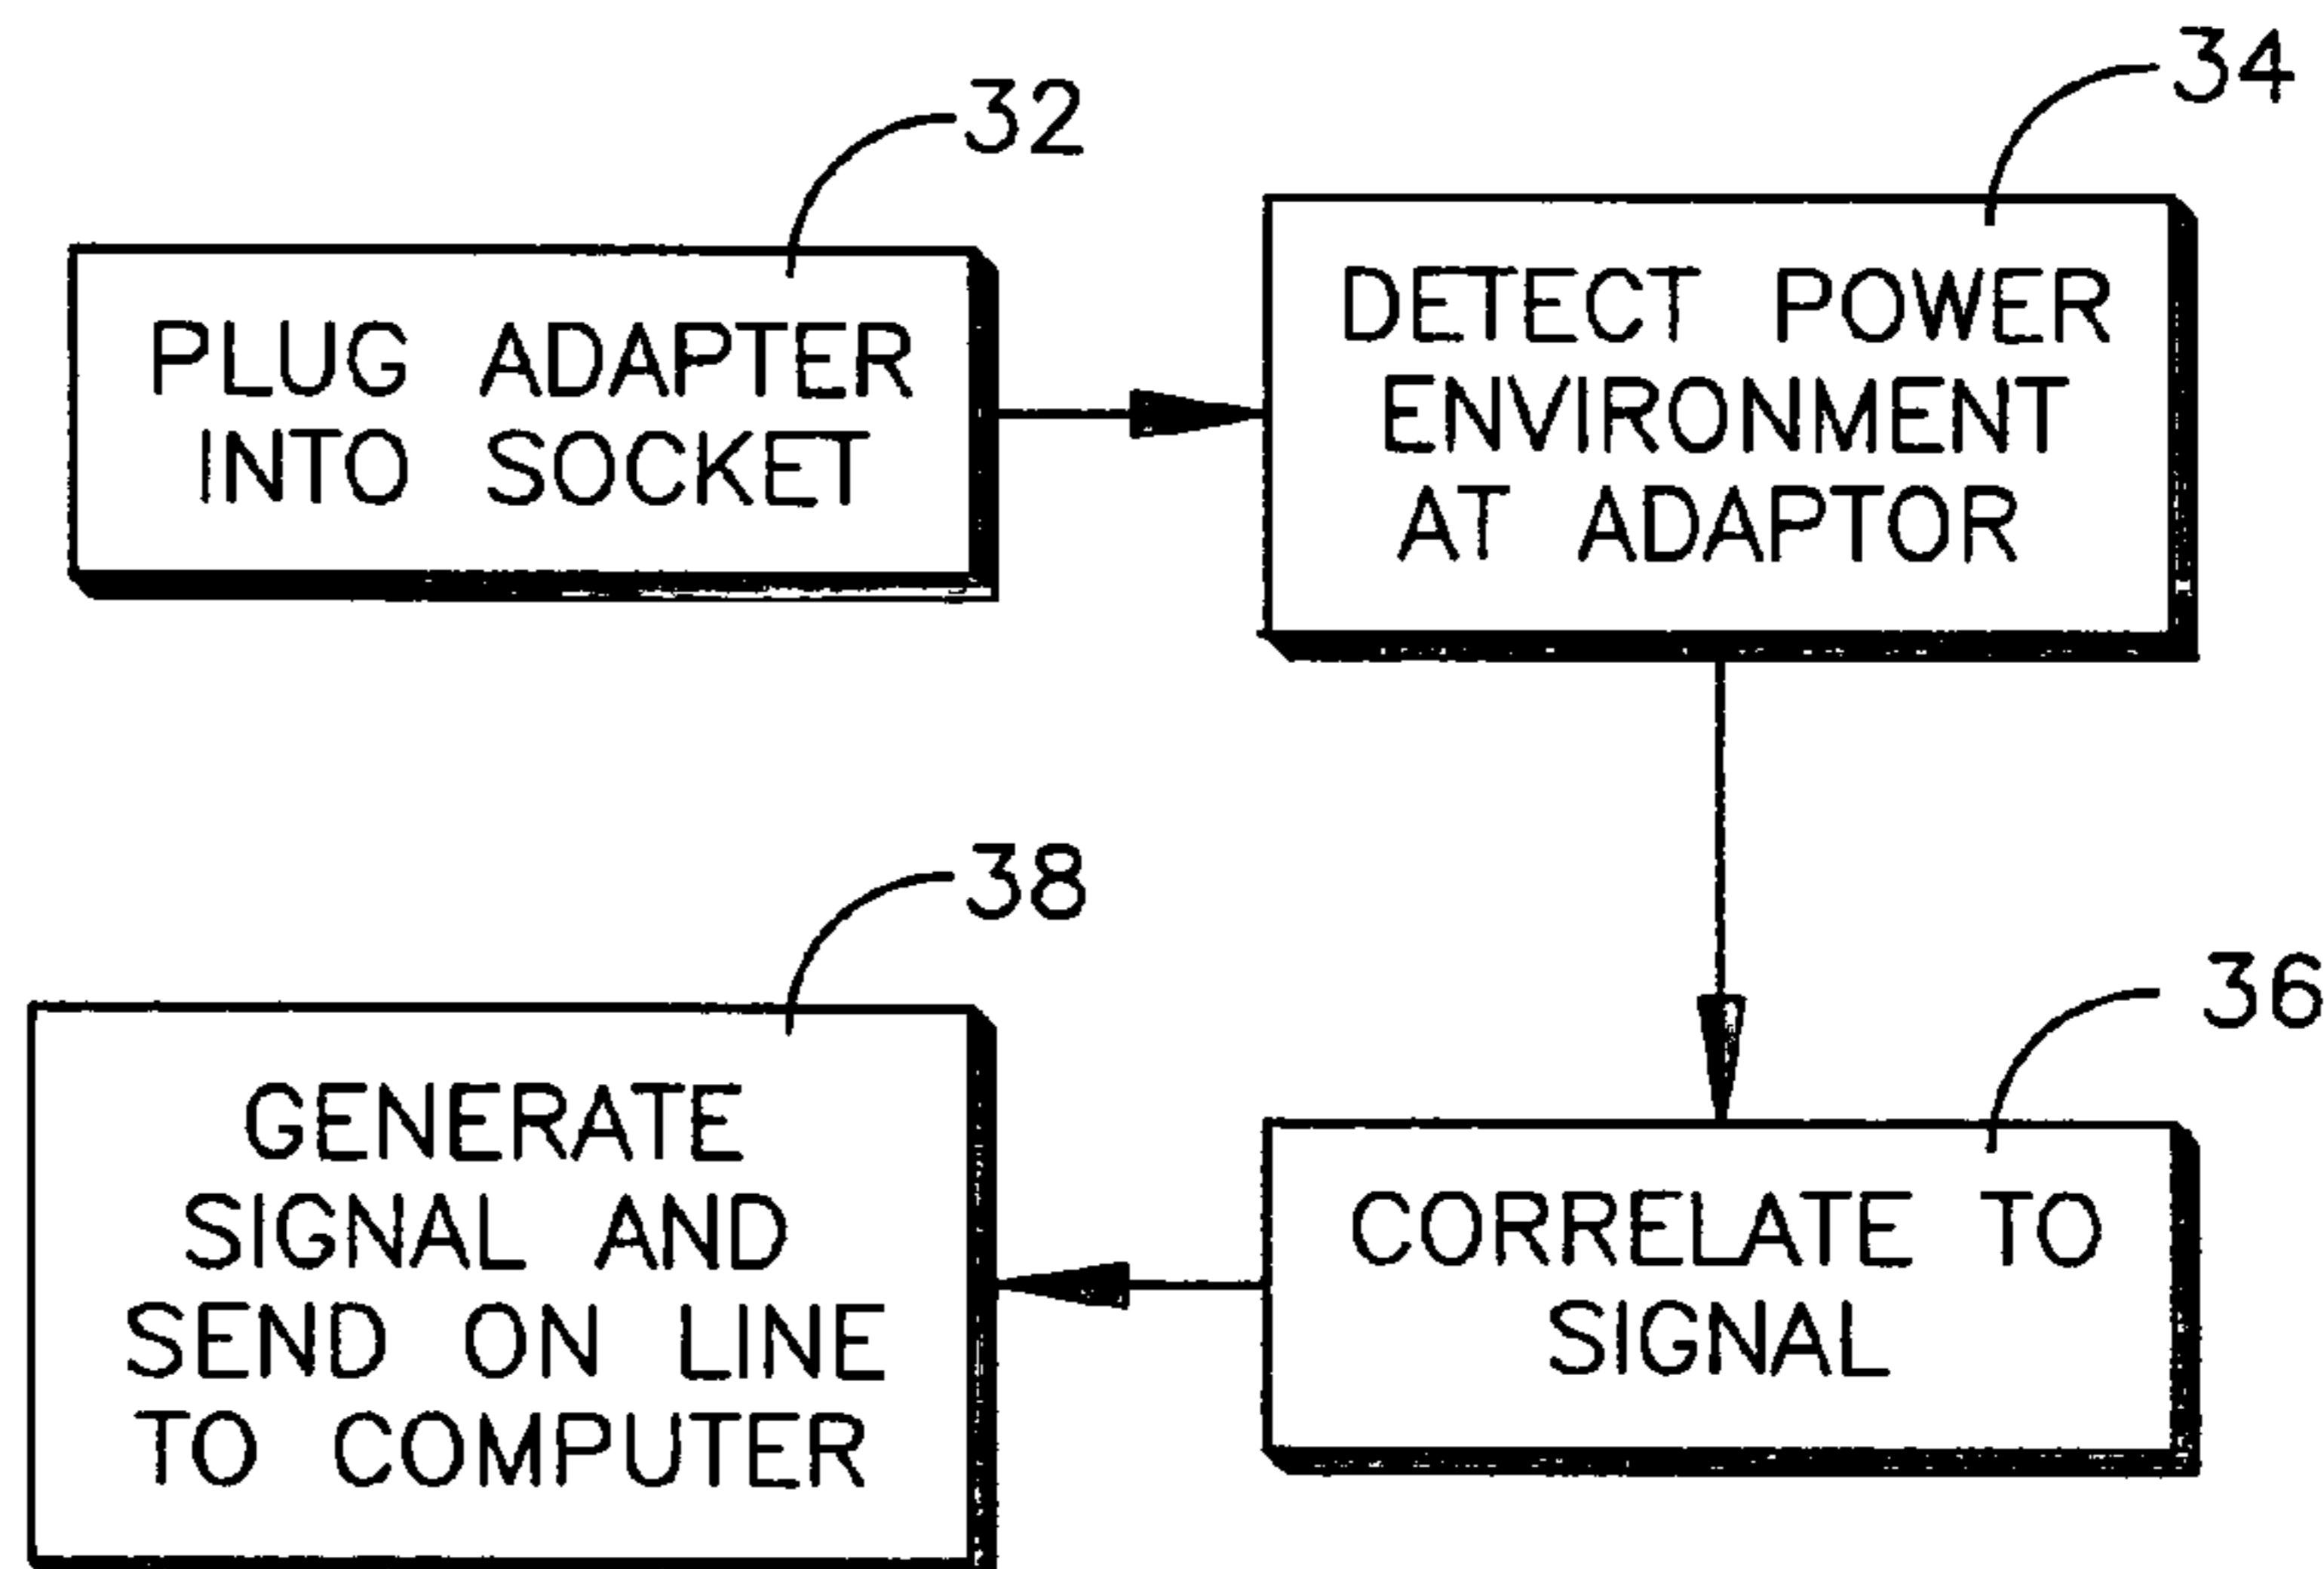 32
PLUG ADAPTER
INTO SOCKET
34
DETECT POWER
ENVIRONMENT
AT ADAPTOR
36
CORRELATE TO
SIGNAL
38
GENERATE
SIGNAL AND
SEND ON LINE
TO COMPUTER